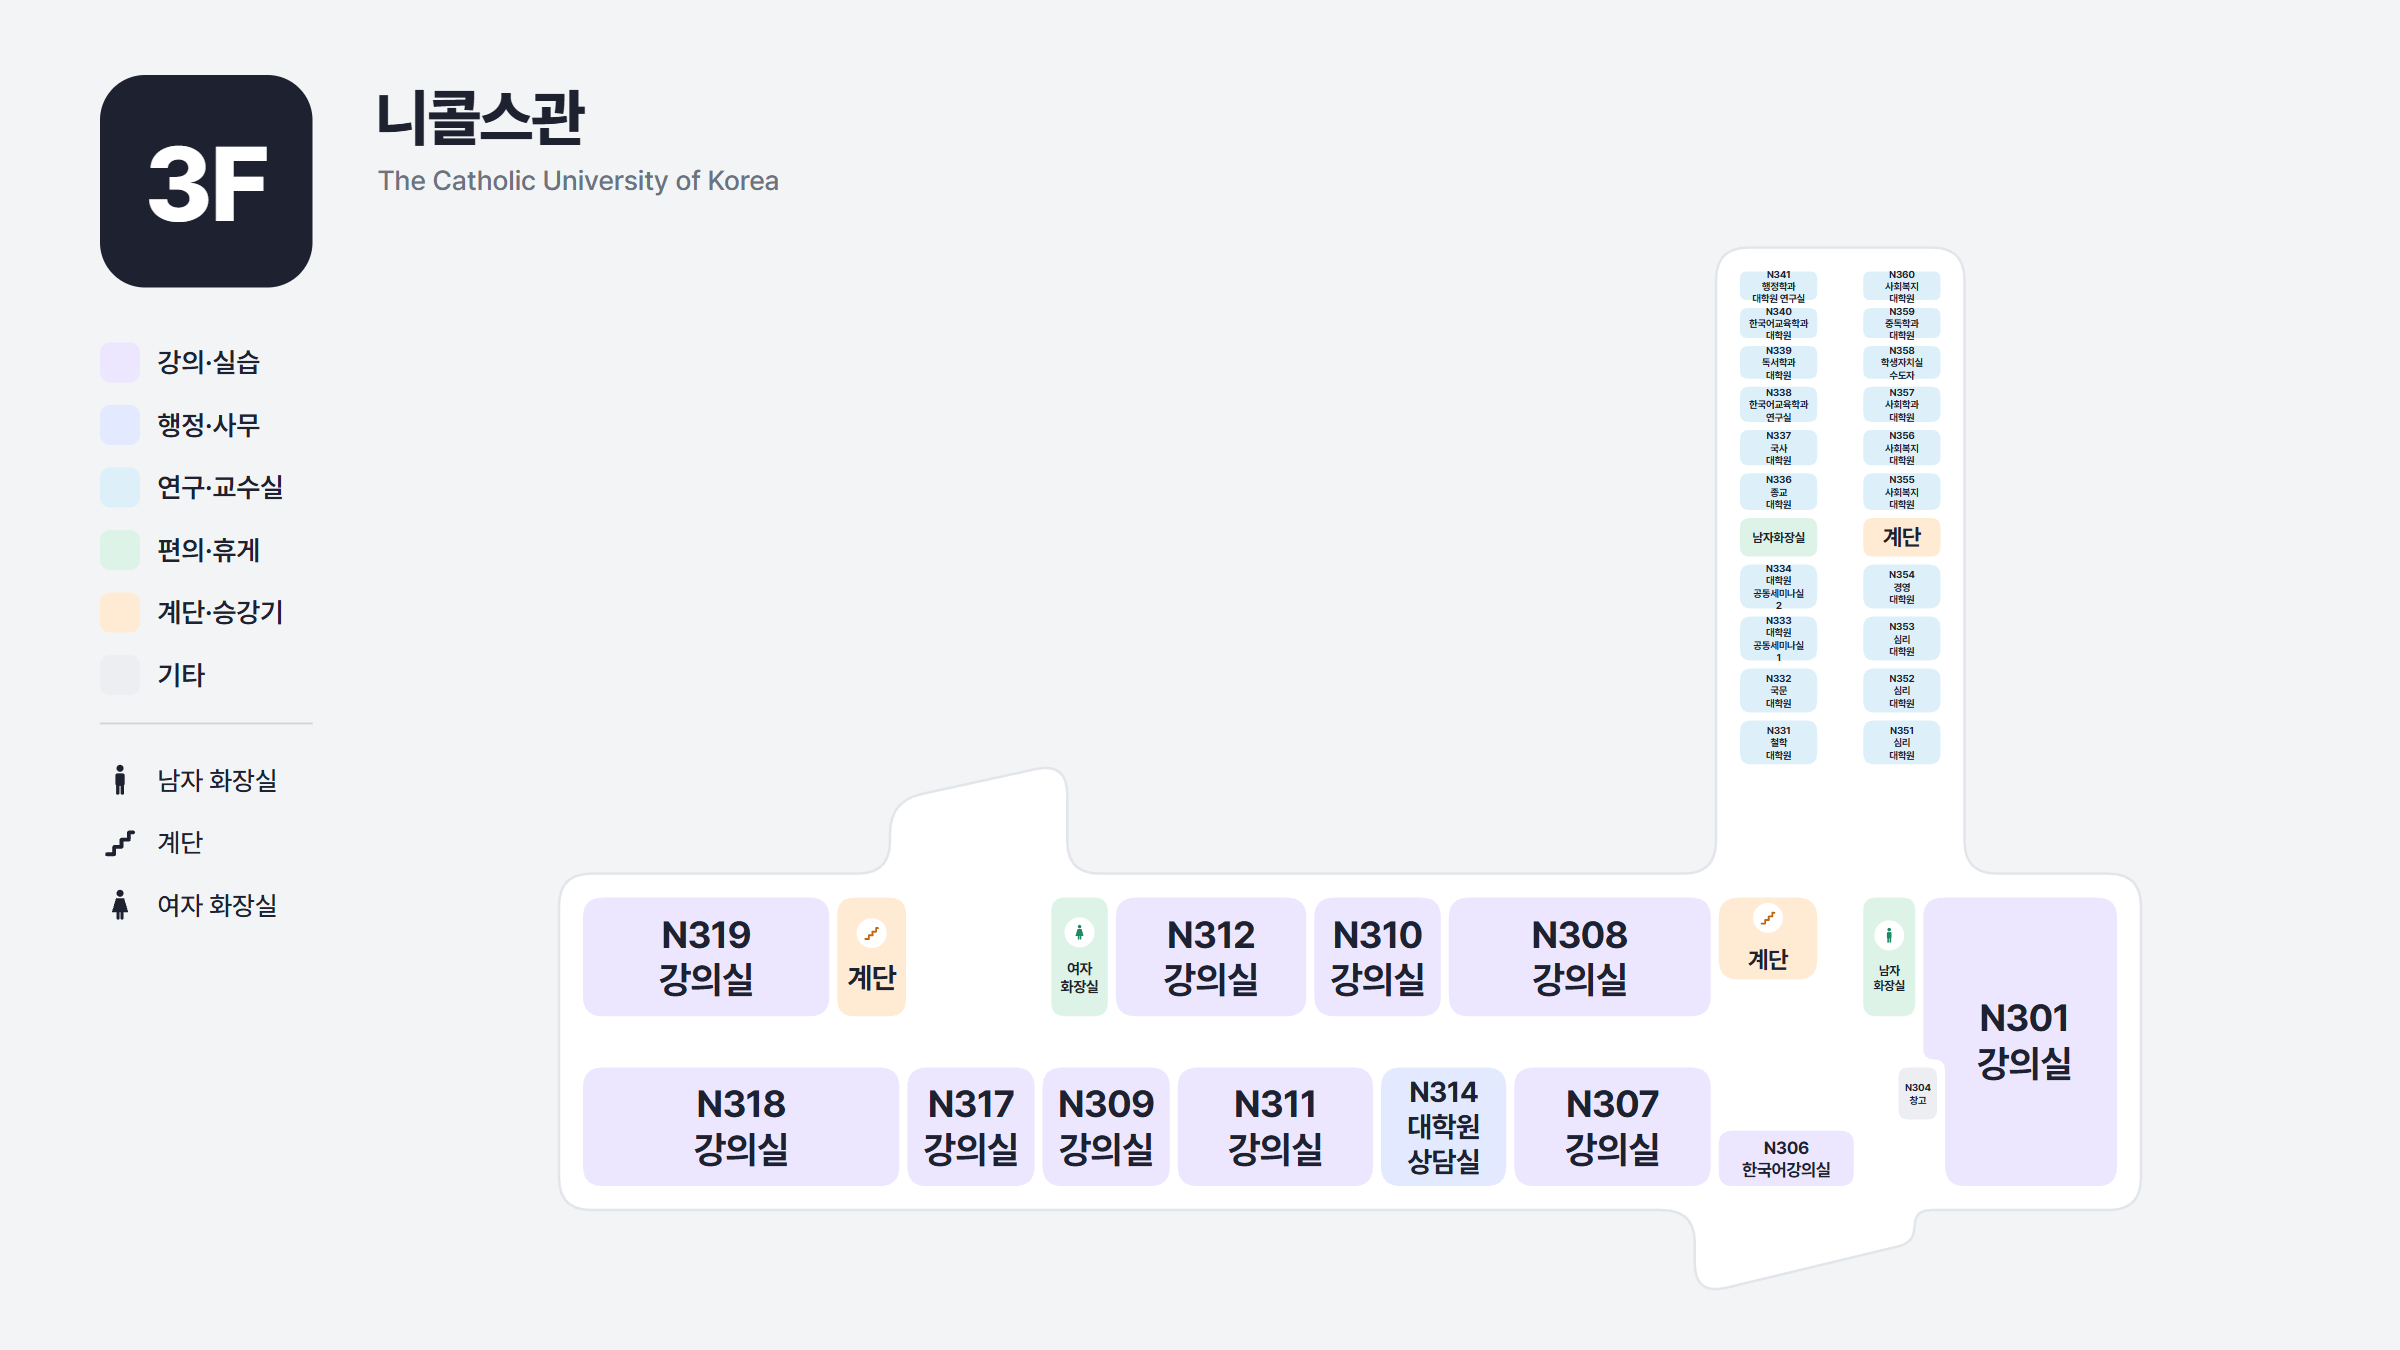 3F
니콜스관
The Catholic University of Korea
강의·실습
행정·사무
연구·교수실
편의·휴게
계단·승강기
기타
남자 화장실
계단
여자 화장실
N341
행정학과
대학원 연구실
N360
사회복지
대학원
N340
한국어교육학과
대학원
N359
중독학과
대학원
N339
독서학과
대학원
N358
학생자치실
수도자
N338
한국어교육학과
연구실
N357
사회학과
대학원
N337
국사
대학원
N356
사회복지
대학원
N336
종교
대학원
N355
사회복지
대학원
남자화장실
계단
N334
대학원
공동세미나실
2
N354
경영
대학원
N333
대학원
공동세미나실
1
N353
심리
대학원
N332
국문
대학원
N352
심리
대학원
N331
철학
대학원
N351
심리
대학원
N319
강의실
계단
여자
화장실
N312
강의실
N310
강의실
N308
강의실
계단
남자
화장실
N301
강의실
N318
강의실
N317
강의실
N309
강의실
N311
강의실
N314
대학원
상담실
N307
강의실
N306
한국어강의실
N304
창고